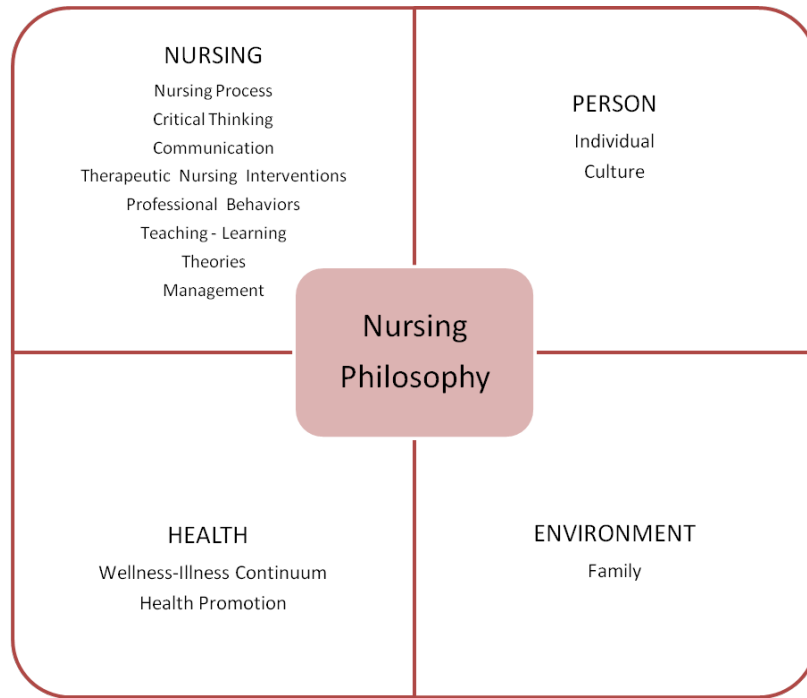 NURSING
Nursing Process
Critical Thinking
Communication
Therapeutic Nursing Interventions
Professional Behaviors
Teaching - Learning
Theories
Management
PERSON
Individual
Culture
Nursing
Philosophy
HEALTH
Wellness-Illness Continuum
Health Promotion
ENVIRONMENT
Family